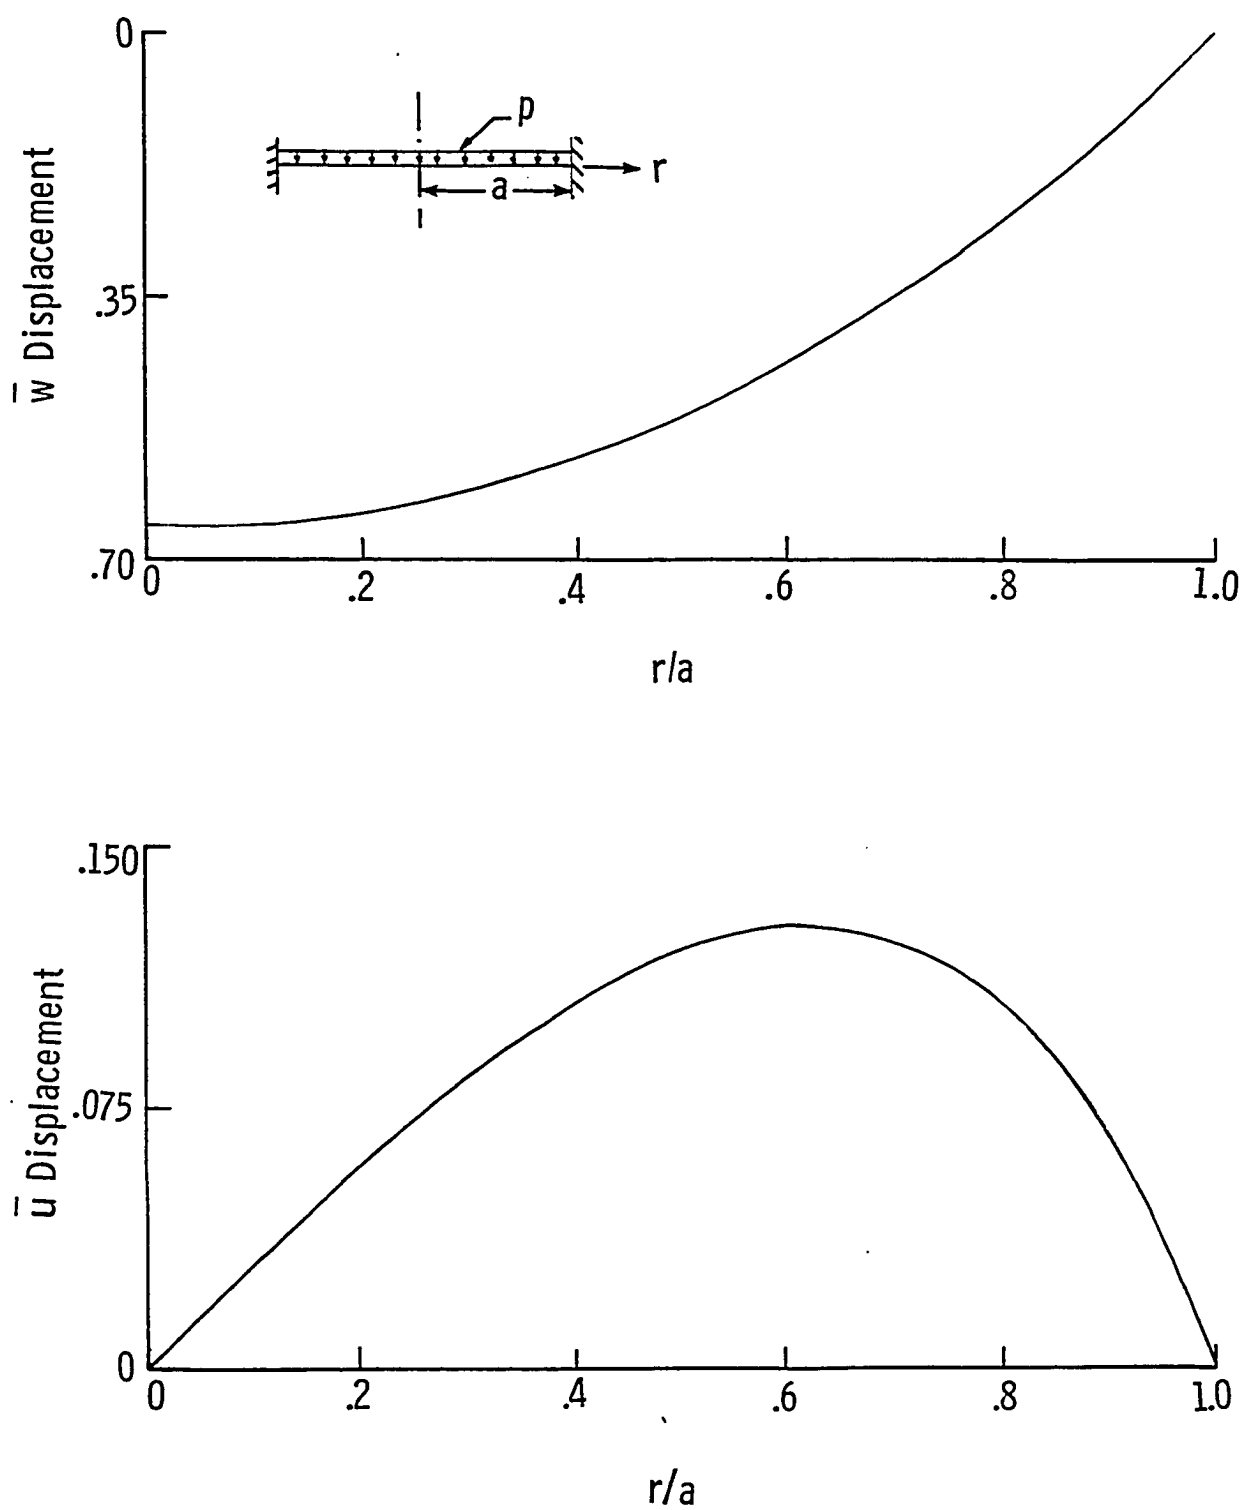 0
p
r
a
w̄ Displacement
.35
.70
0 .2 .4 .6 .8 1.0
r/a
.150
ū Displacement
.075
0
0 .2 .4 .6 .8 1.0
r/a